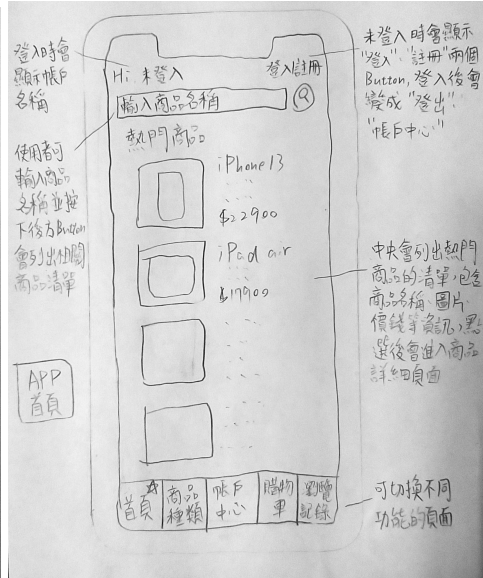 登入時會
顯示帳戶
名稱
使用者可
輸入商品
名稱並按
下後方Button
會列出相關
商品清單
APP
首頁
Hi, 未登入
登入 註冊
輸入商品名稱
熱門商品
iPhone13
$22900
iPad air
$17900
首頁
商品
種類
帳戶
中心
購物
車
瀏覽
記錄
未登入時會顯示
"登入"、"註冊"兩個
Button, 登入後會
變成"登出"、
"帳戶中心"
中央會列出熱門
商品的清單,包含
商品名稱、圖片、
價錢等資訊,點
選後會進入商品
詳細頁面
可切換不同
功能的頁面